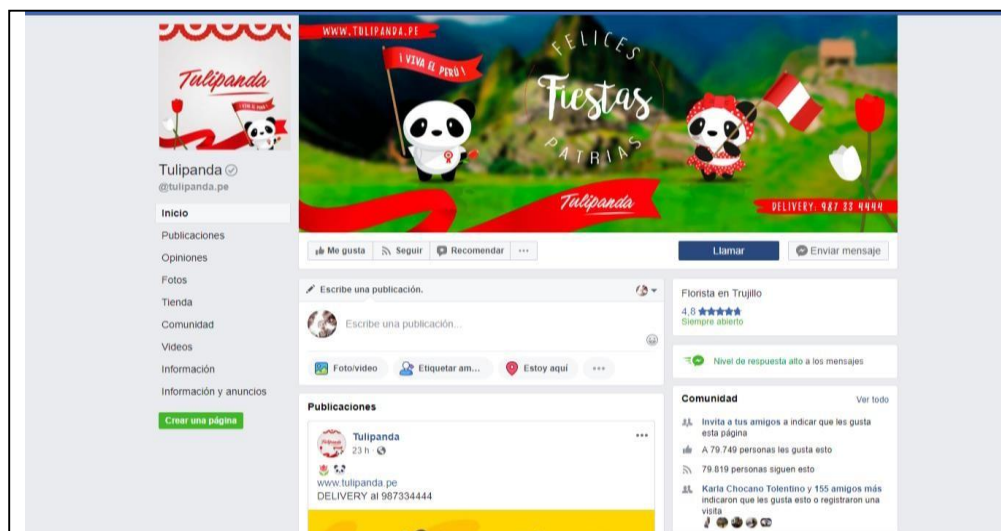 WWW.TULIPANDA.PE
¡ VIVA EL PERÚ !
FELICES
Fiestas
PATRIAS
Tulipanda
DELIVERY: 987 33 4444
Tulipanda
Tulipanda
@tulipanda.pe
Inicio
Publicaciones
Opiniones
Fotos
Tienda
Comunidad
Videos
Información
Información y anuncios
Crear una página
Me gusta
Seguir
Recomendar
Llamar
Enviar mensaje
Escribe una publicación.
Escribe una publicación...
Foto/video
Etiquetar am...
Estoy aquí
Publicaciones
Tulipanda
23 h
www.tulipanda.pe
DELIVERY al 987334444
Florista en Trujillo
4,8
Siempre abierto
Nivel de respuesta alto a los mensajes
Comunidad
Ver todo
Invita a tus amigos a indicar que les gusta
esta página
A 79.749 personas les gusta esto
79.819 personas siguen esto
Karla Chocano Tolentino y 155 amigos más
indicaron que les gusta esto o registraron una
visita